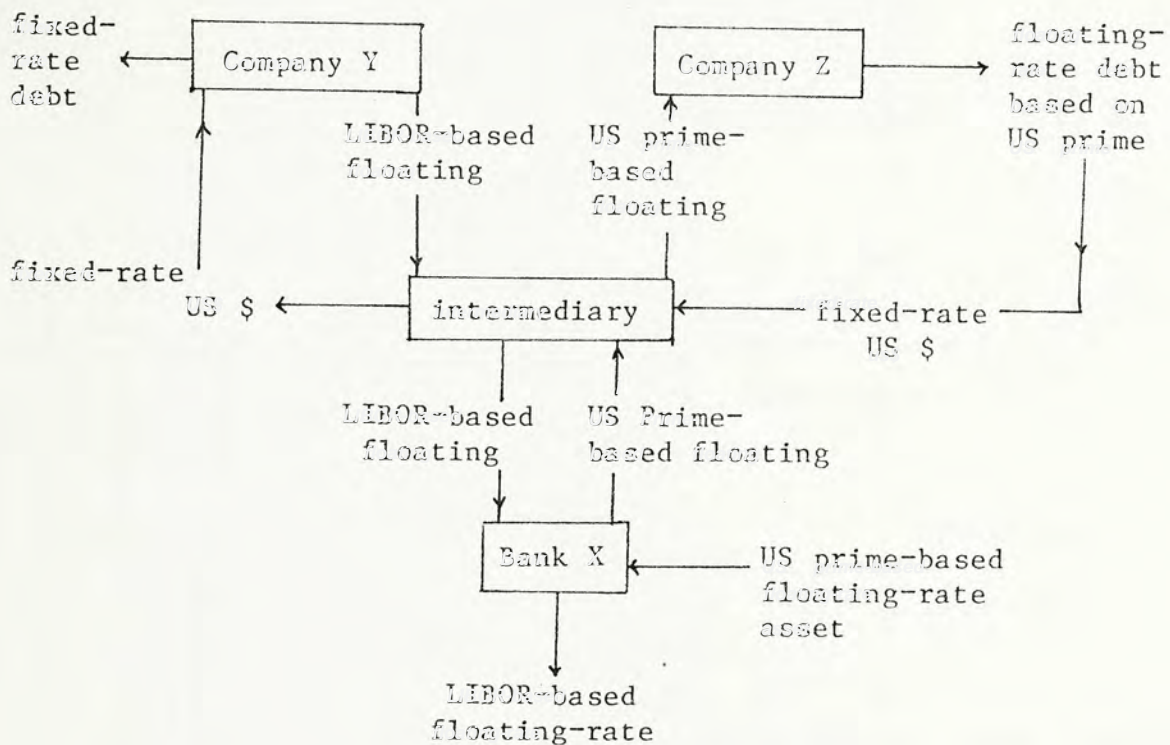 fixed-
rate
debt
Company Y
Company Z
floating-
rate debt
based on
US prime
LIBOR-based
floating
US prime-
based
floating
fixed-rate
US $
intermediary
fixed-rate
US $
LIBOR-based
floating
US Prime-
based floating
Bank X
US prime-based
floating-rate
asset
LIBOR-based
floating-rate